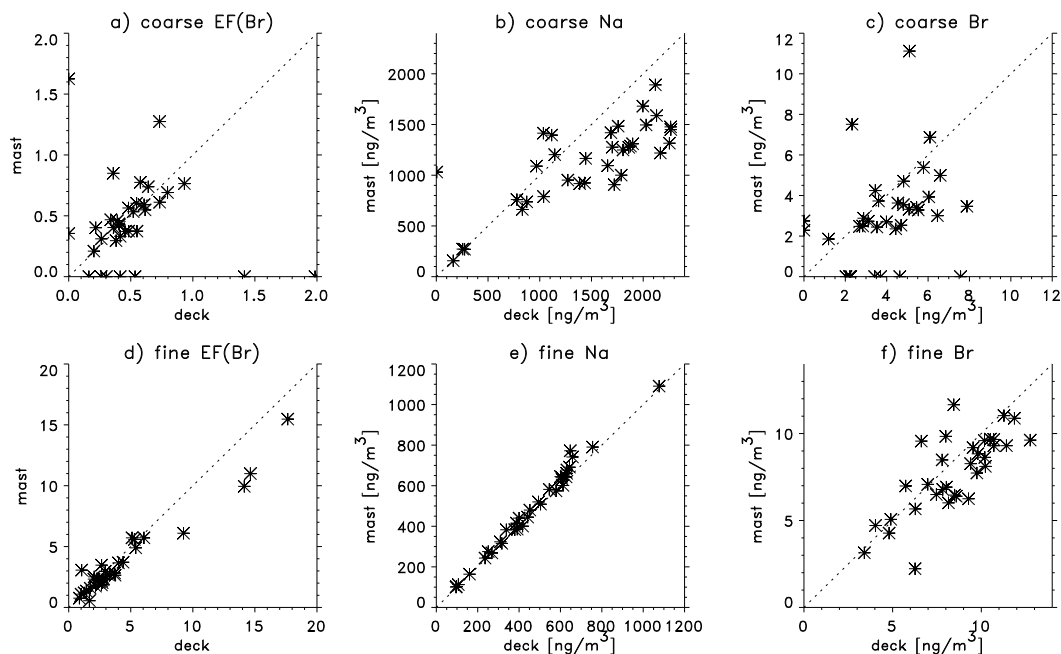 a) coarse EF(Br)
b) coarse Na
c) coarse Br
mast
2.0
1.5
1.0
0.5
0.0
0.0 0.5 1.0 1.5 2.0
deck
mast [ng/m³]
2000
1500
1000
500
0
0 500 1000 1500 2000
deck [ng/m³]
mast [ng/m³]
12
10
8
6
4
2
0
0 2 4 6 8 10 12
deck [ng/m³]
d) fine EF(Br)
e) fine Na
f) fine Br
mast
20
15
10
5
0
0 5 10 15 20
deck
mast [ng/m³]
1200
1000
800
600
400
200
0
0 200 400 600 800 1000 1200
deck [ng/m³]
mast [ng/m³]
10
5
0
0 5 10
deck [ng/m³]